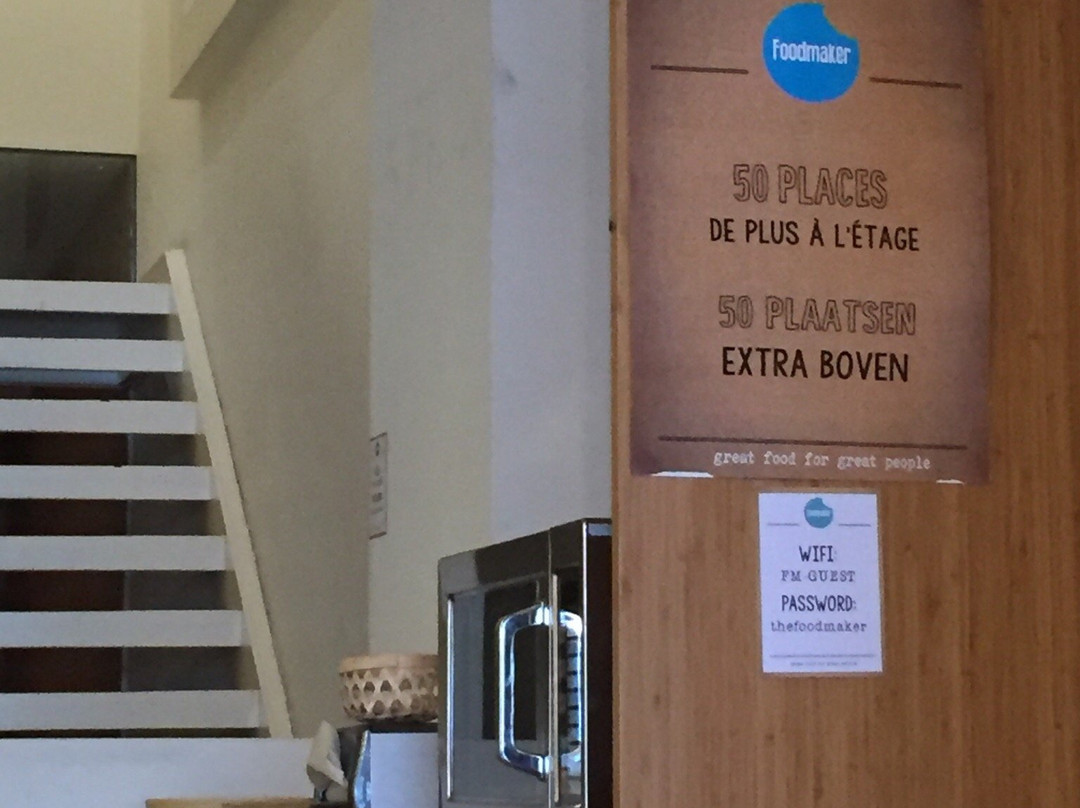 Foodmaker
50 PLACES
DE PLUS À L'ÉTAGE
50 PLAATSEN
EXTRA BOVEN
great food for great people
WIFI:
FM GUEST
PASSWORD:
thefoodmaker